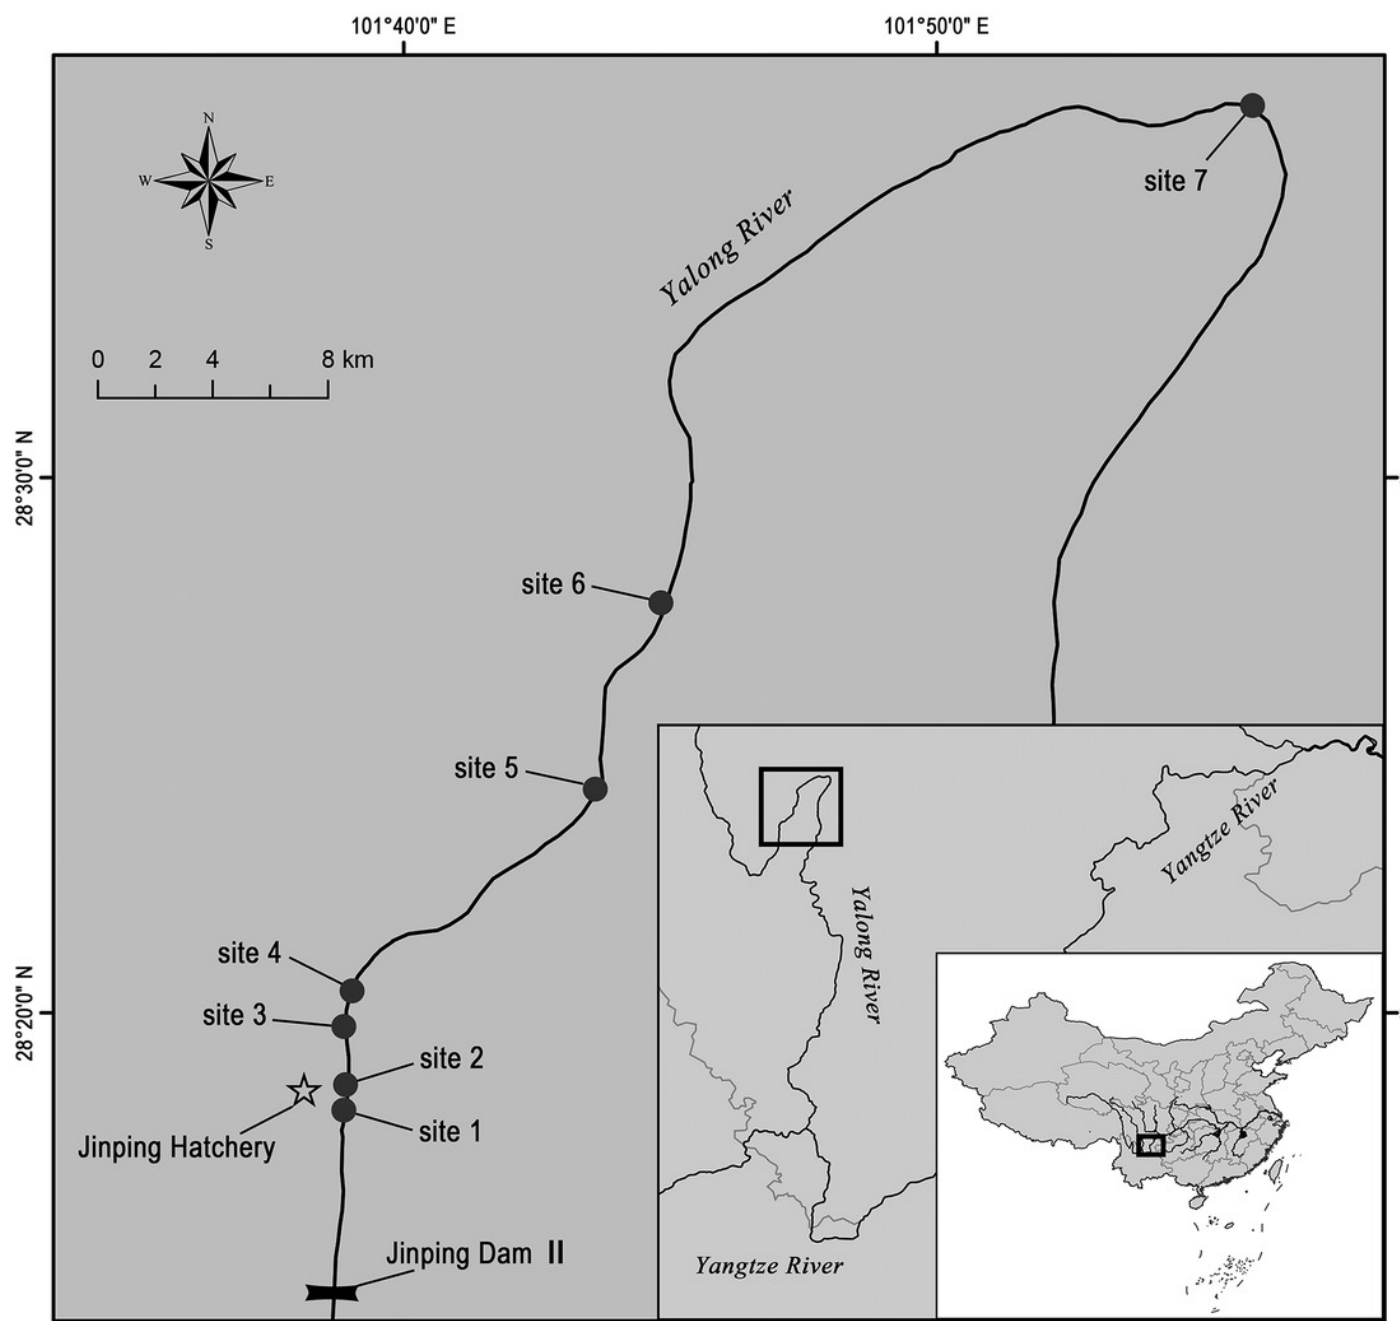 101°40'0" E
101°50'0" E
N
W
E
S
site 7
Yalong River
0 2 4 8 km
28°30'0" N
site 6
site 5
site 4
28°20'0" N
site 3
site 2
site 1
Jinping Hatchery
Jinping Dam II
Yangtze River
Yalong River
Yangtze River